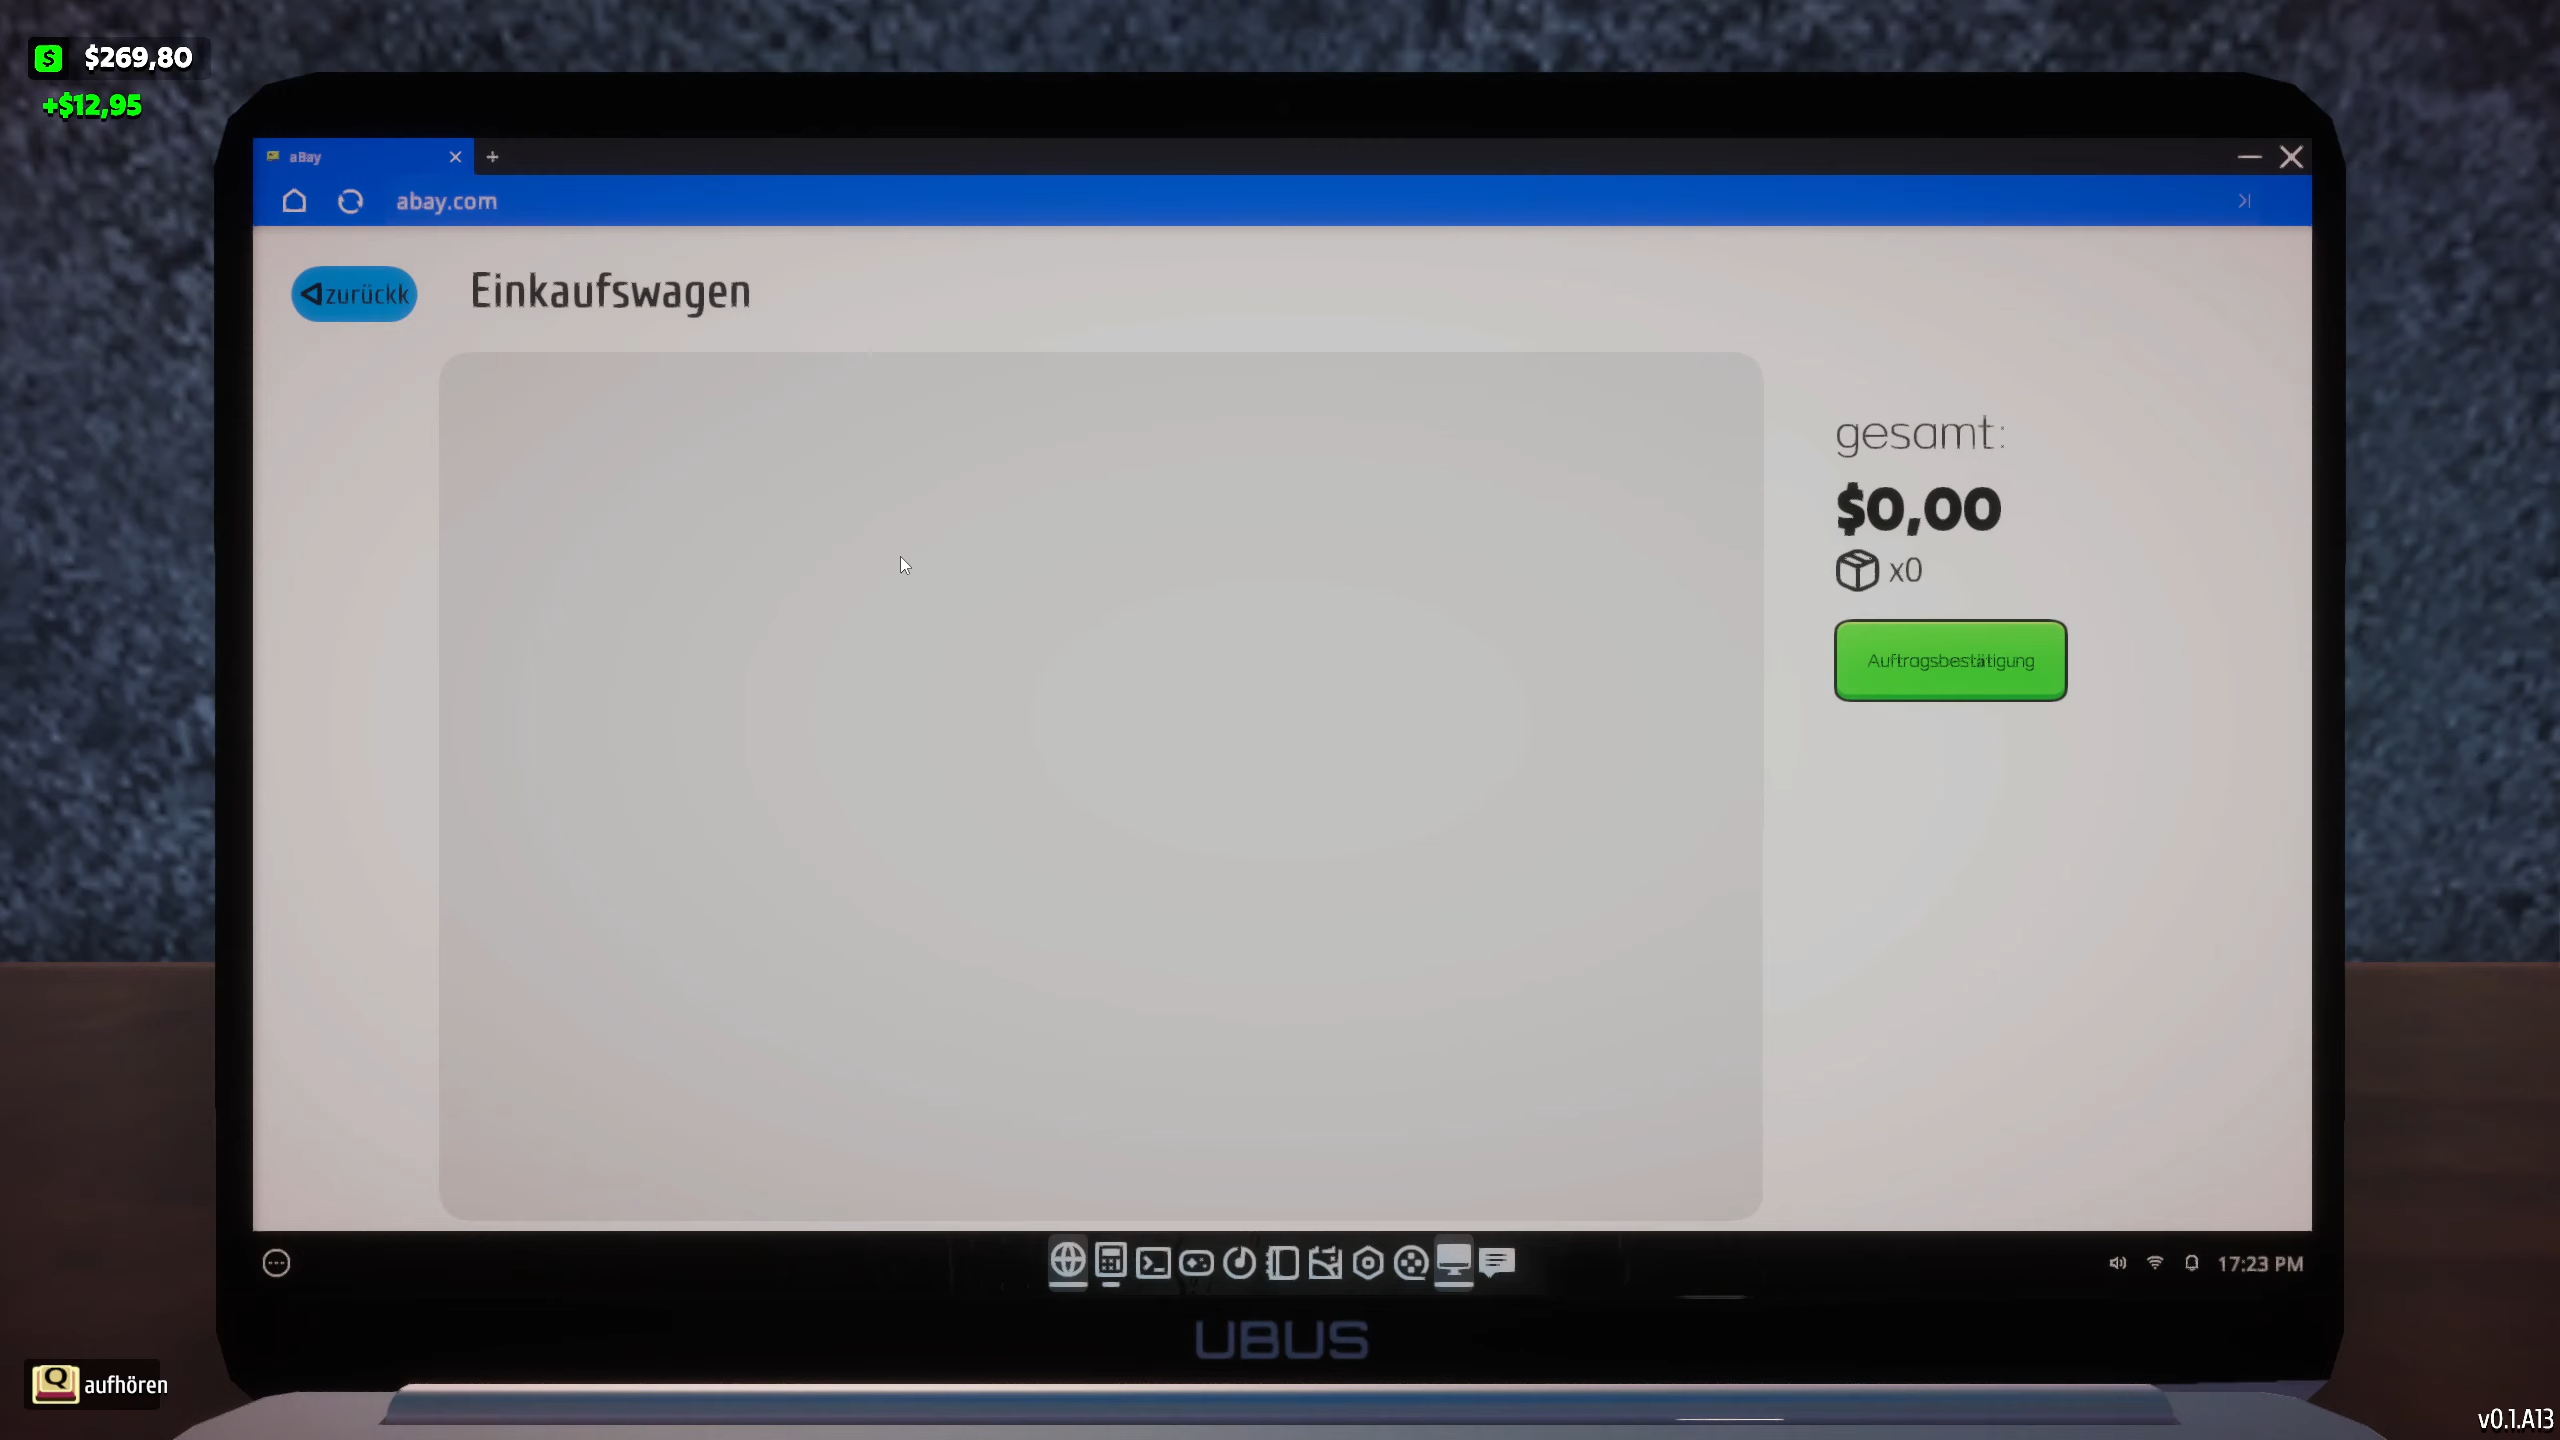 $269,80
+$12,95
aBay
abay.com
zurückk
Einkaufswagen
gesamt:
$0,00
x0
Auftragsbestätigung
17:23 PM
UBUS
Q aufhören
v0.1.A13